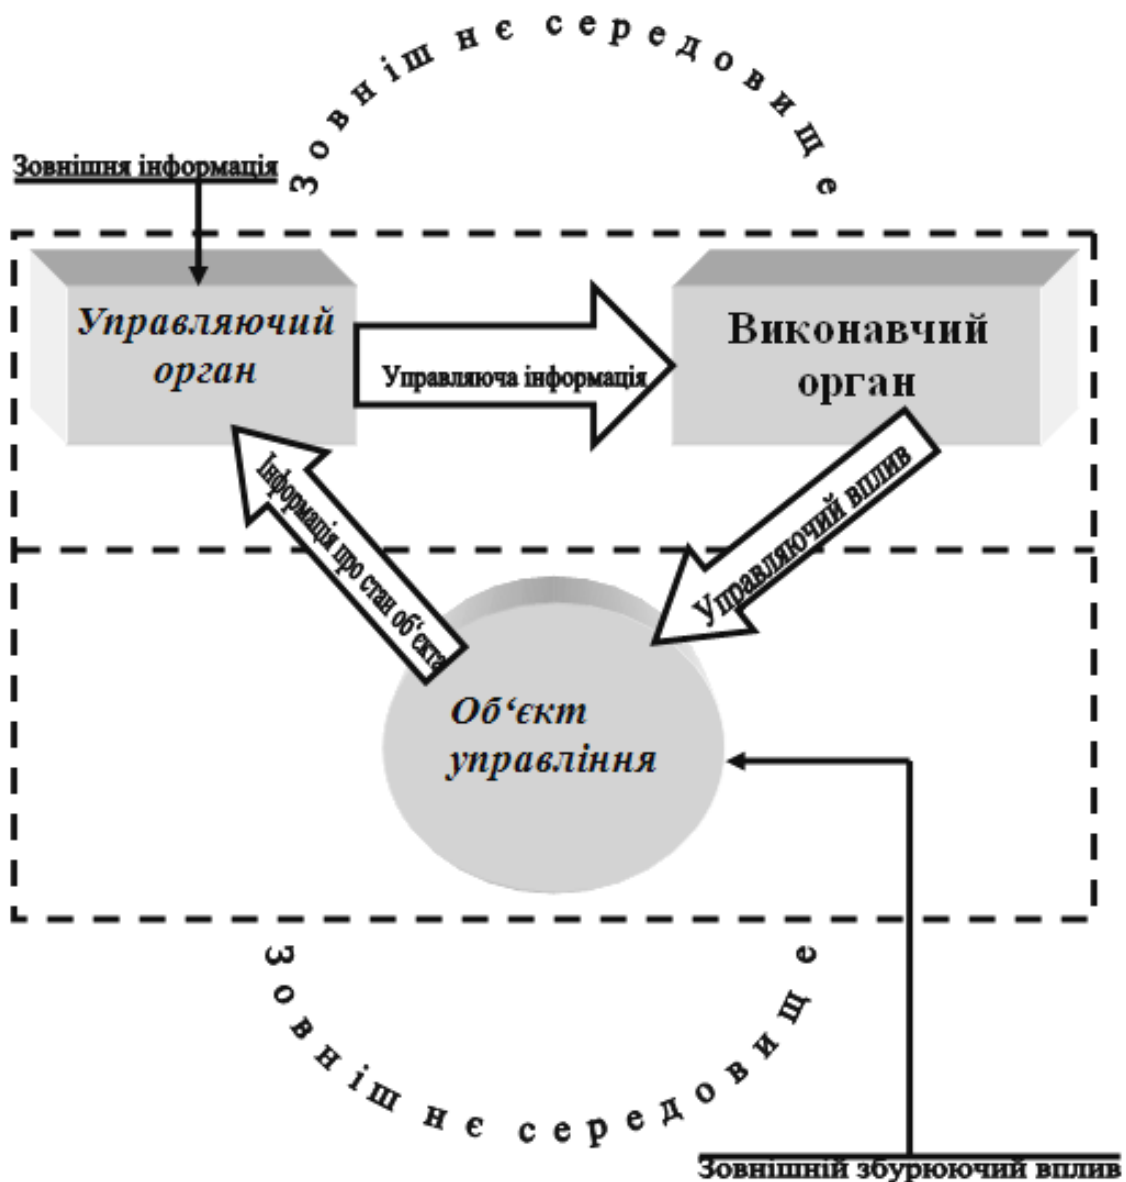 Зовнішнє середовище
Зовнішня інформація
Управляючий
орган
Управляюча інформація
Виконавчий
орган
Інформація про стан об‘єкта
Управляючий вплив
Об‘єкт
управління
Зовнішнє середовище
Зовнішній збурюючий вплив